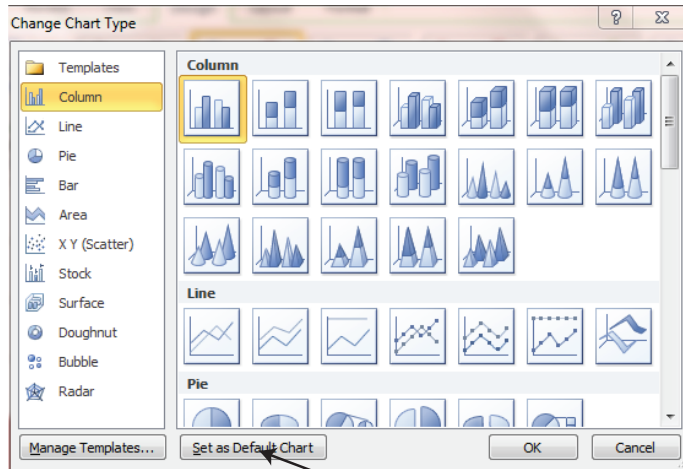 Change Chart Type
Templates
Column
Line
Pie
Bar
Area
X Y (Scatter)
Stock
Surface
Doughnut
Bubble
Radar
Column
Line
Pie
Manage Templates...
Set as Default Chart
OK
Cancel